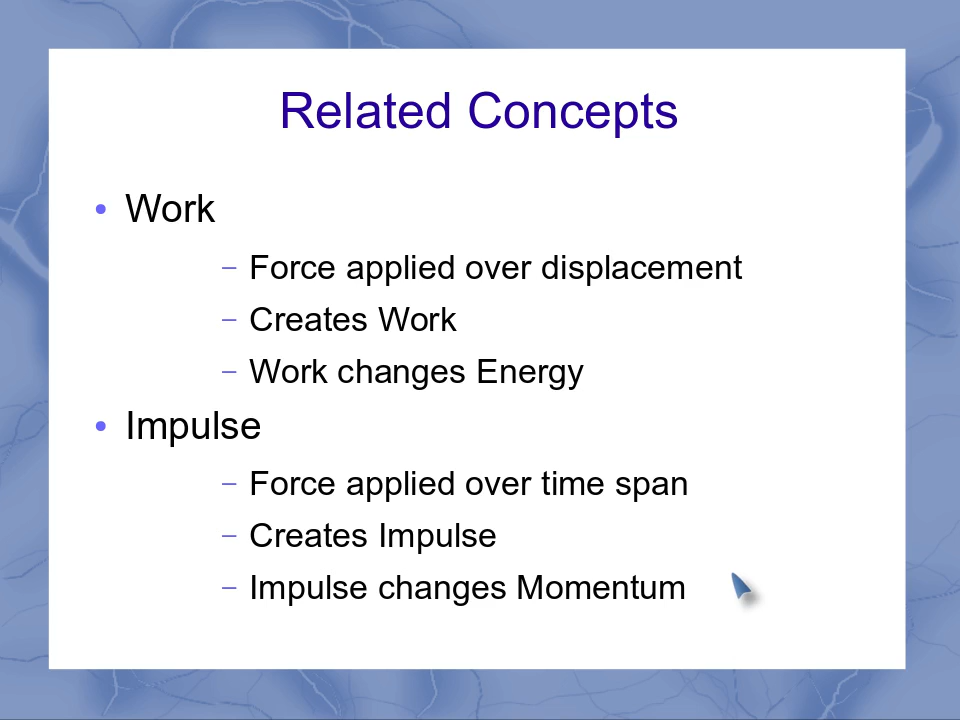 Related Concepts
• Work
– Force applied over displacement
– Creates Work
– Work changes Energy
• Impulse
– Force applied over time span
– Creates Impulse
– Impulse changes Momentum